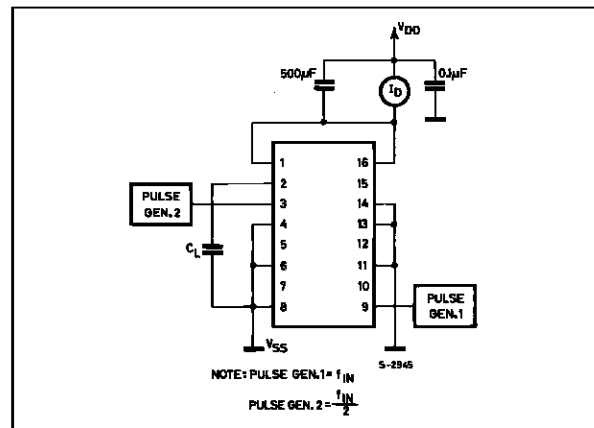 VDD
500µF
ID
0.1µF
1 16
2 15
PULSE GEN.2
3 14
4 13
CL
5 12
6 11
7 10
8 9
PULSE GEN.1
VSS
S-2945
NOTE: PULSE GEN.1 = fIN
PULSE GEN. 2 = fIN
2